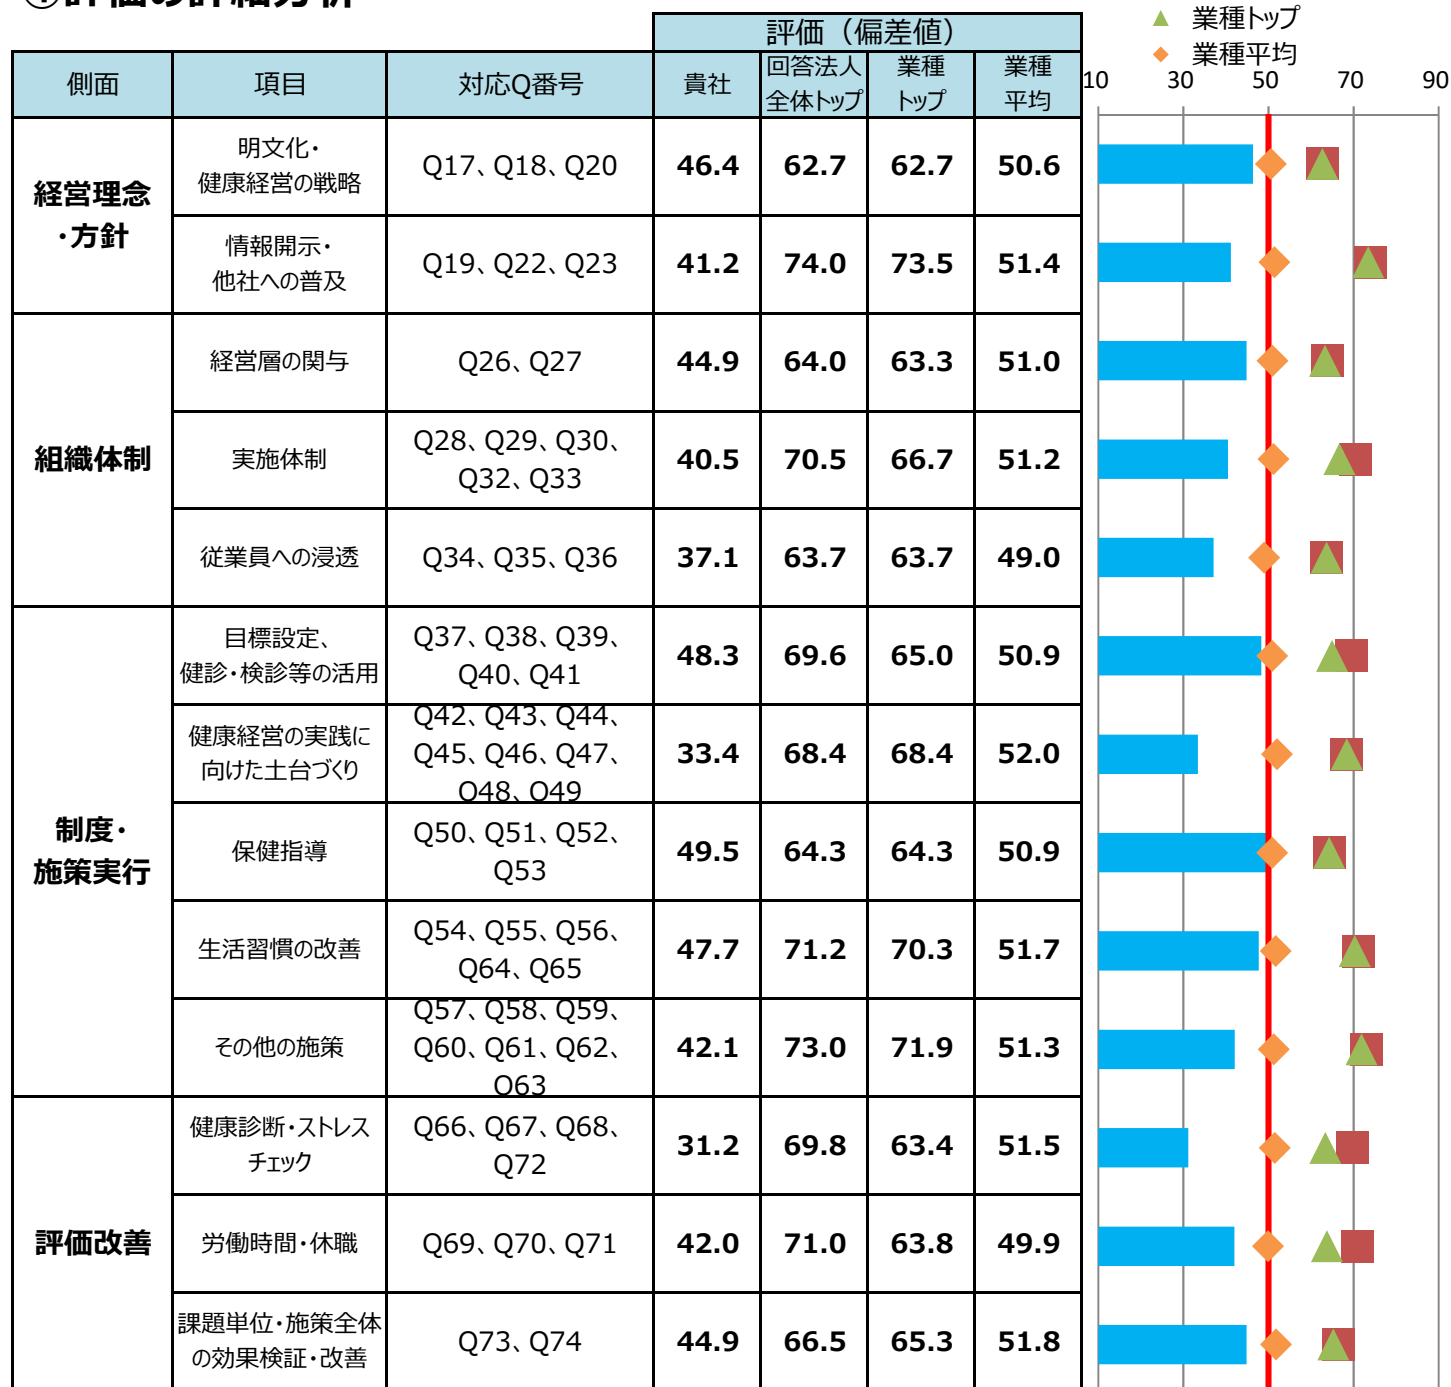 ①評価の詳細分析
▲ 業種トップ
◆ 業種平均
評価（偏差値）
側面 項目 対応Q番号 貴社 回答法人全体トップ 業種トップ 業種平均
10 30 50 70 90
経営理念・方針
明文化・
健康経営の戦略
Q17、Q18、Q20
46.4 62.7 62.7 50.6
情報開示・
他社への普及
Q19、Q22、Q23
41.2 74.0 73.5 51.4
組織体制
経営層の関与
Q26、Q27
44.9 64.0 63.3 51.0
実施体制
Q28、Q29、Q30、
Q32、Q33
40.5 70.5 66.7 51.2
従業員への浸透
Q34、Q35、Q36
37.1 63.7 63.7 49.0
制度・
施策実行
目標設定、
健診・検診等の活用
Q37、Q38、Q39、
Q40、Q41
48.3 69.6 65.0 50.9
健康経営の実践に
向けた土台づくり
Q42、Q43、Q44、
Q45、Q46、Q47、
Q48、Q49
33.4 68.4 68.4 52.0
保健指導
Q50、Q51、Q52、
Q53
49.5 64.3 64.3 50.9
生活習慣の改善
Q54、Q55、Q56、
Q64、Q65
47.7 71.2 70.3 51.7
その他の施策
Q57、Q58、Q59、
Q60、Q61、Q62、
Q63
42.1 73.0 71.9 51.3
評価改善
健康診断・ストレス
チェック
Q66、Q67、Q68、
Q72
31.2 69.8 63.4 51.5
労働時間・休職
Q69、Q70、Q71
42.0 71.0 63.8 49.9
課題単位・施策全体
の効果検証・改善
Q73、Q74
44.9 66.5 65.3 51.8